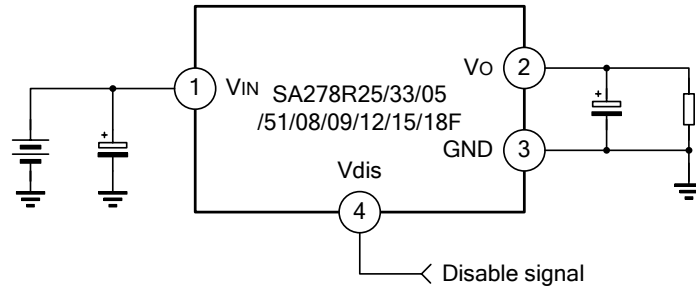 1
VIN
SA278R25/33/05
/51/08/09/12/15/18F
VO
2
GND
3
Vdis
4
Disable signal
+
+